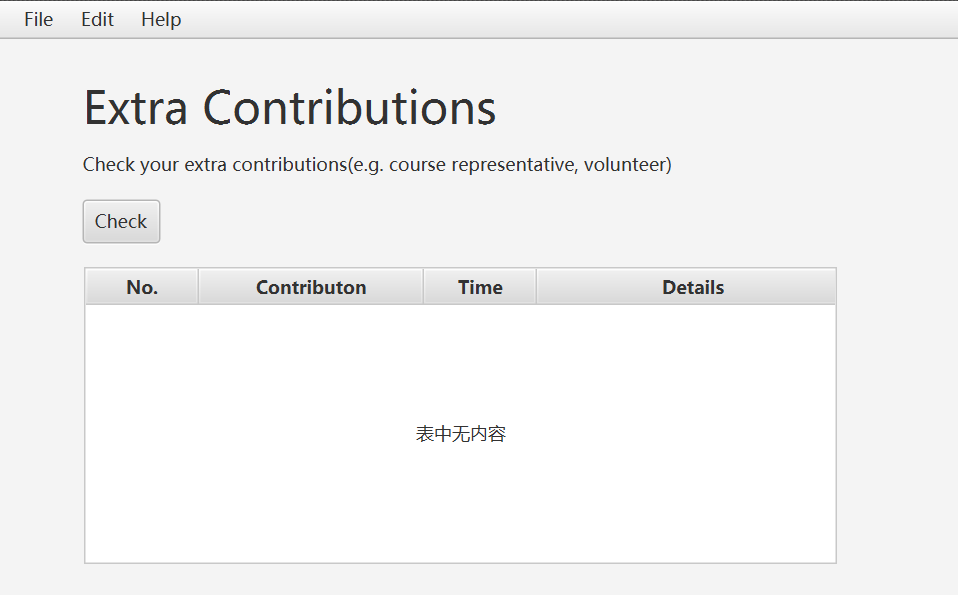 File Edit Help
Extra Contributions
Check your extra contributions(e.g. course representative, volunteer)
Check
No. Contributon Time Details
表中无内容